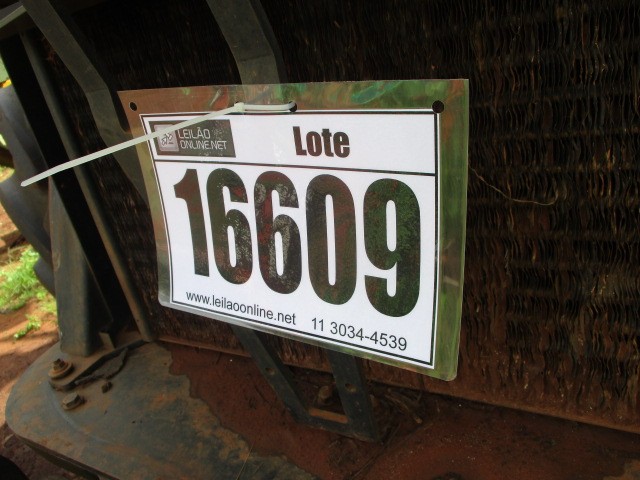 LEILÃO
ONLINE.NET
Lote
16609
www.leilaoonline.net 11 3034-4539